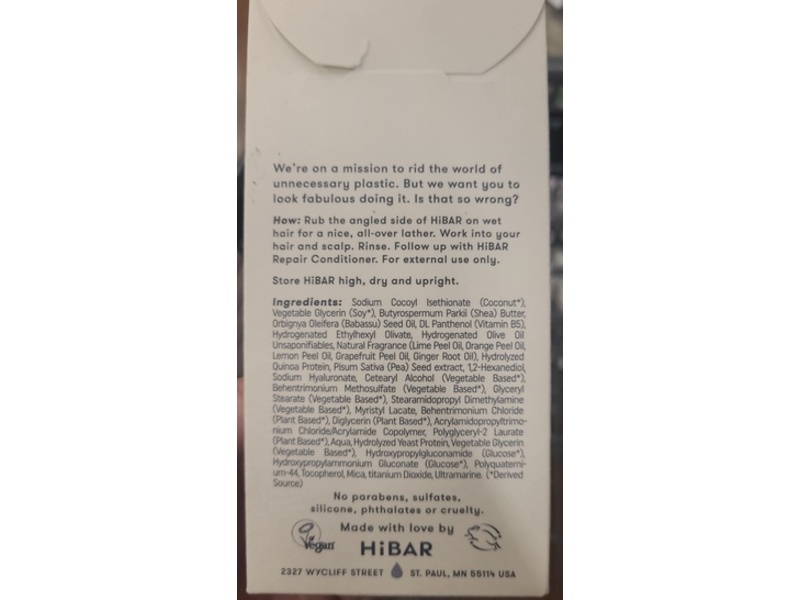 We're on a mission to rid the world of
unnecessary plastic. But we want you to
look fabulous doing it. Is that so wrong?
How: Rub the angled side of HiBAR on wet
hair for a nice, all-over lather. Work into your
hair and scalp. Rinse. Follow up with HiBAR
Repair Conditioner. For external use only.
Store HiBAR high, dry and upright.
Ingredients: Sodium Cocoyl Isethionate (Coconut*),
Vegetable Glycerin (Soy*), Butyrospermum Parkii (Shea) Butter,
Orbignya Oleifera (Babassu) Seed Oil, DL Panthenol (Vitamin B5),
Hydrogenated Ethylhexyl Olivate, Hydrogenated Olive Oil
Unsaponifiables, Natural Fragrance (Lime Peel Oil, Orange Peel Oil,
Lemon Peel Oil, Grapefruit Peel Oil, Ginger Root Oil), Hydrolyzed
Quinoa Protein, Pisum Sativa (Pea) Seed extract, 1,2-Hexanediol,
Sodium Hyaluronate, Cetearyl Alcohol (Vegetable Based*),
Behentrimonium Methosulfate (Vegetable Based*), Glyceryl
Stearate (Vegetable Based*), Stearamidopropyl Dimethylamine
(Vegetable Based*), Myristyl Lacate, Behentrimonium Chloride
(Plant Based*), Diglycerin (Plant Based*), Acrylamidopropyltrimo-
nium Chloride/Acrylamide Copolymer, Polyglyceryl-2 Laurate
(Plant Based*), Aqua, Hydrolyzed Yeast Protein, Vegetable Glycerin
(Vegetable Based*), Hydroxypropylgluconamide (Glucose*),
Hydroxypropylammonium Gluconate (Glucose*), Polyquaterni-
um-44, Tocopherol, Mica, titanium Dioxide, Ultramarine. (*Derived
Source)
No parabens, sulfates,
silicone, phthalates or cruelty.
Vegan
Made with love by
HiBAR
2327 WYCLIFF STREET ST. PAUL, MN 55114 USA